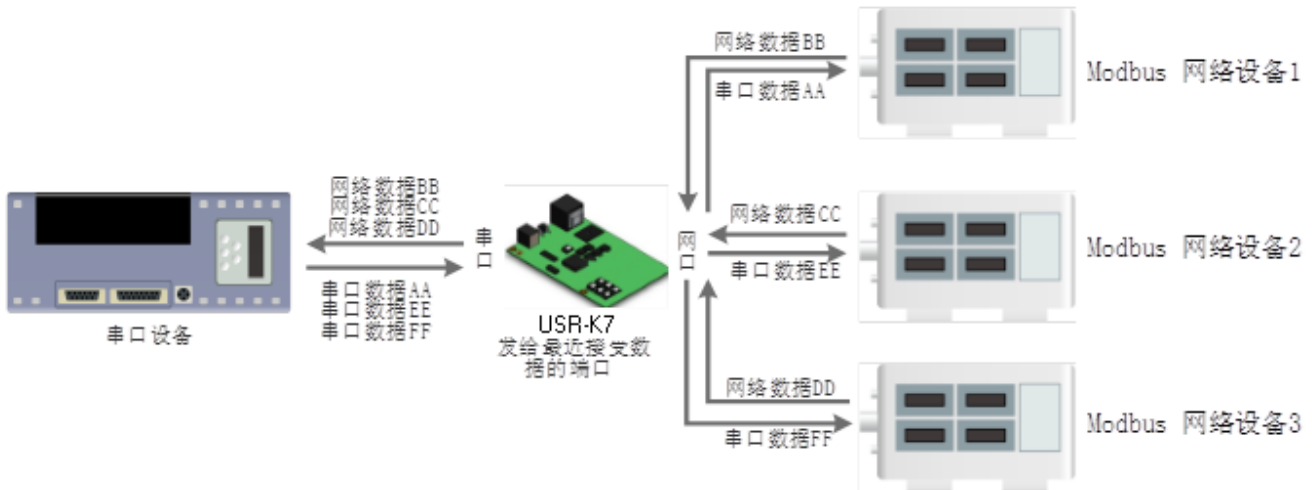 网络数据BB
串口数据AA
Modbus 网络设备1
网络数据BB
网络数据CC
网络数据DD
串口数据AA
串口数据EE
串口数据FF
串口设备
串口
USR-K7
发给最近接受数
据的端口
网口
网络数据CC
串口数据EE
Modbus 网络设备2
网络数据DD
串口数据FF
Modbus 网络设备3